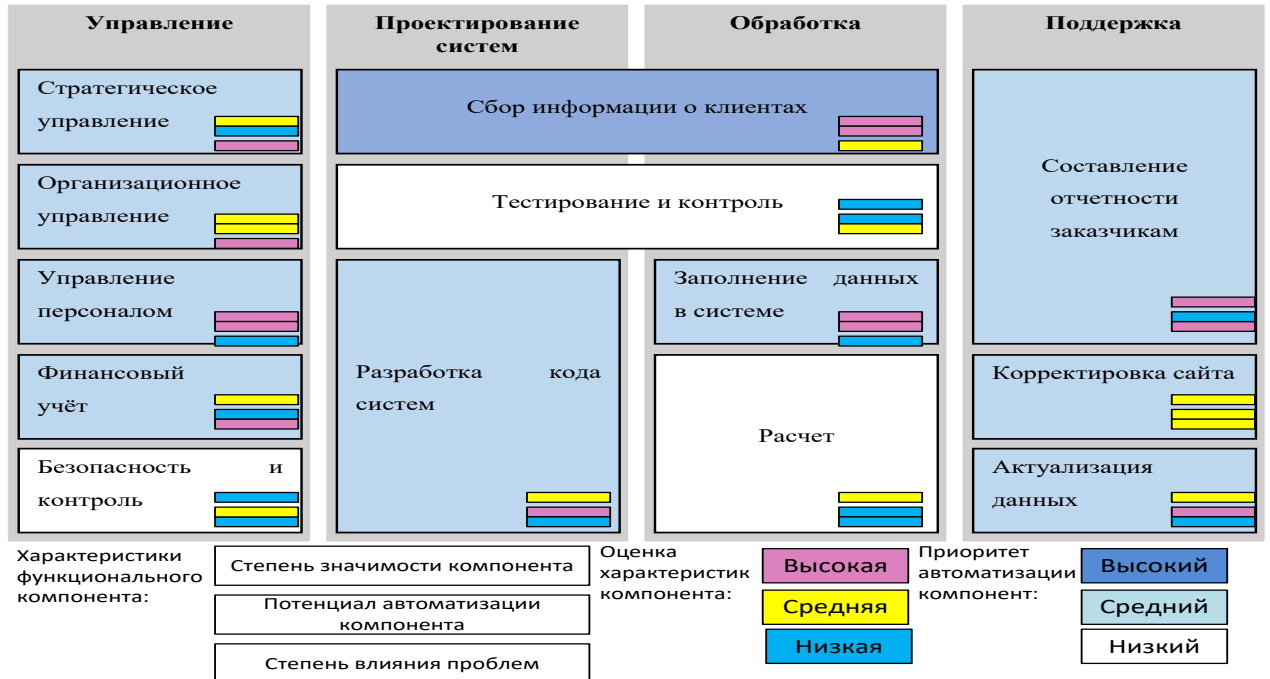 Управление
Проектирование
систем
Обработка
Поддержка
Стратегическое
управление
Организационное
управление
Управление
персоналом
Финансовый
учёт
Безопасность и
контроль
Сбор информации о клиентах
Тестирование и контроль
Разработка кода
систем
Заполнение данных
в системе
Расчет
Составление
отчетности
заказчикам
Корректировка сайта
Актуализация
данных
Характеристики
функционального
компонента:
Степень значимости компонента
Потенциал автоматизации
компонента
Степень влияния проблем
Оценка
характеристик
компонента:
Высокая
Средняя
Низкая
Приоритет
автоматизации
компонент:
Высокий
Средний
Низкий